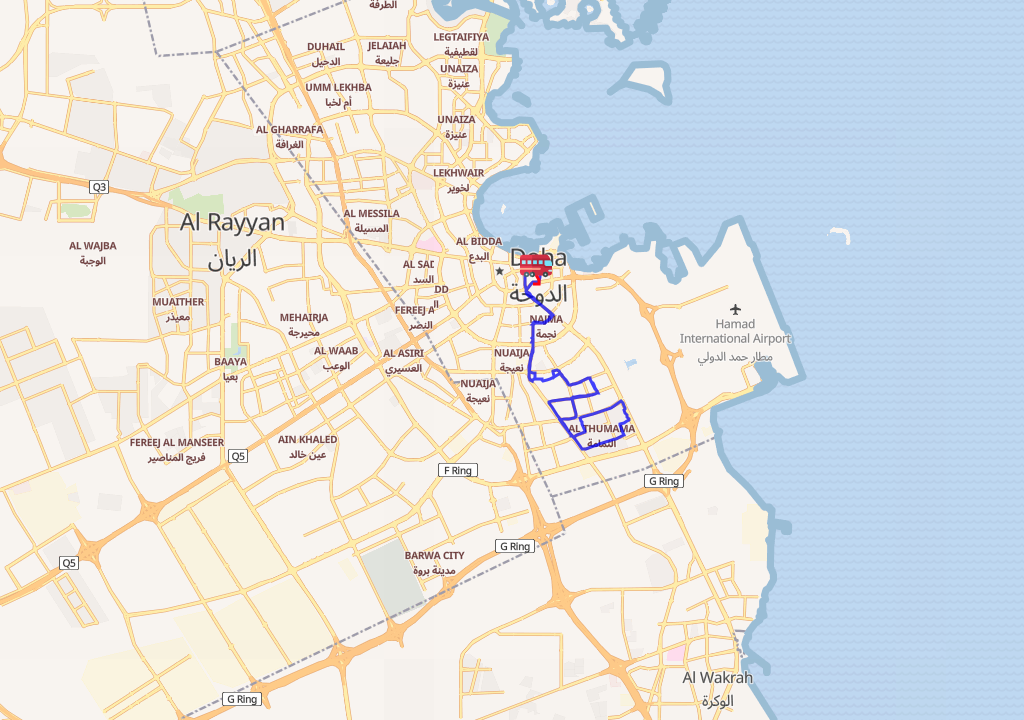 الطرفة
LEGTAIFIYA
لقطيفية
DUHAIL
الدحيل
JELAIAH
جليعة
UNAIZA
عنيزة
UMM LEKHBA
أم لخبا
UNAIZA
عنيزة
AL GHARRAFA
الغرافة
LEKHWAIR
لخوير
Q3
Al Rayyan
الريان
AL MESSILA
المسيلة
AL WAJBA
الوجبة
AL BIDDA
البدع
Doha
الدوحة
AL SAD
السد
DD
MUAITHER
معيذر
MEHAIRJA
محيرجة
FEREEJ A
النصر
NAJMA
نجمة
Hamad
International Airport
مطار حمد الدولي
BAAYA
بعيا
AL WAAB
الوعب
AL ASIRI
العسيري
NUAIJA
نعيجة
NUAIJA
نعيجة
AL THUMAMA
الثمامة
FEREEJ AL MANSEER
فريج المناصير
Q5
AIN KHALED
عين خالد
F Ring
G Ring
G Ring
BARWA CITY
مدينة بروة
Q5
Al Wakrah
الوكرة
G Ring